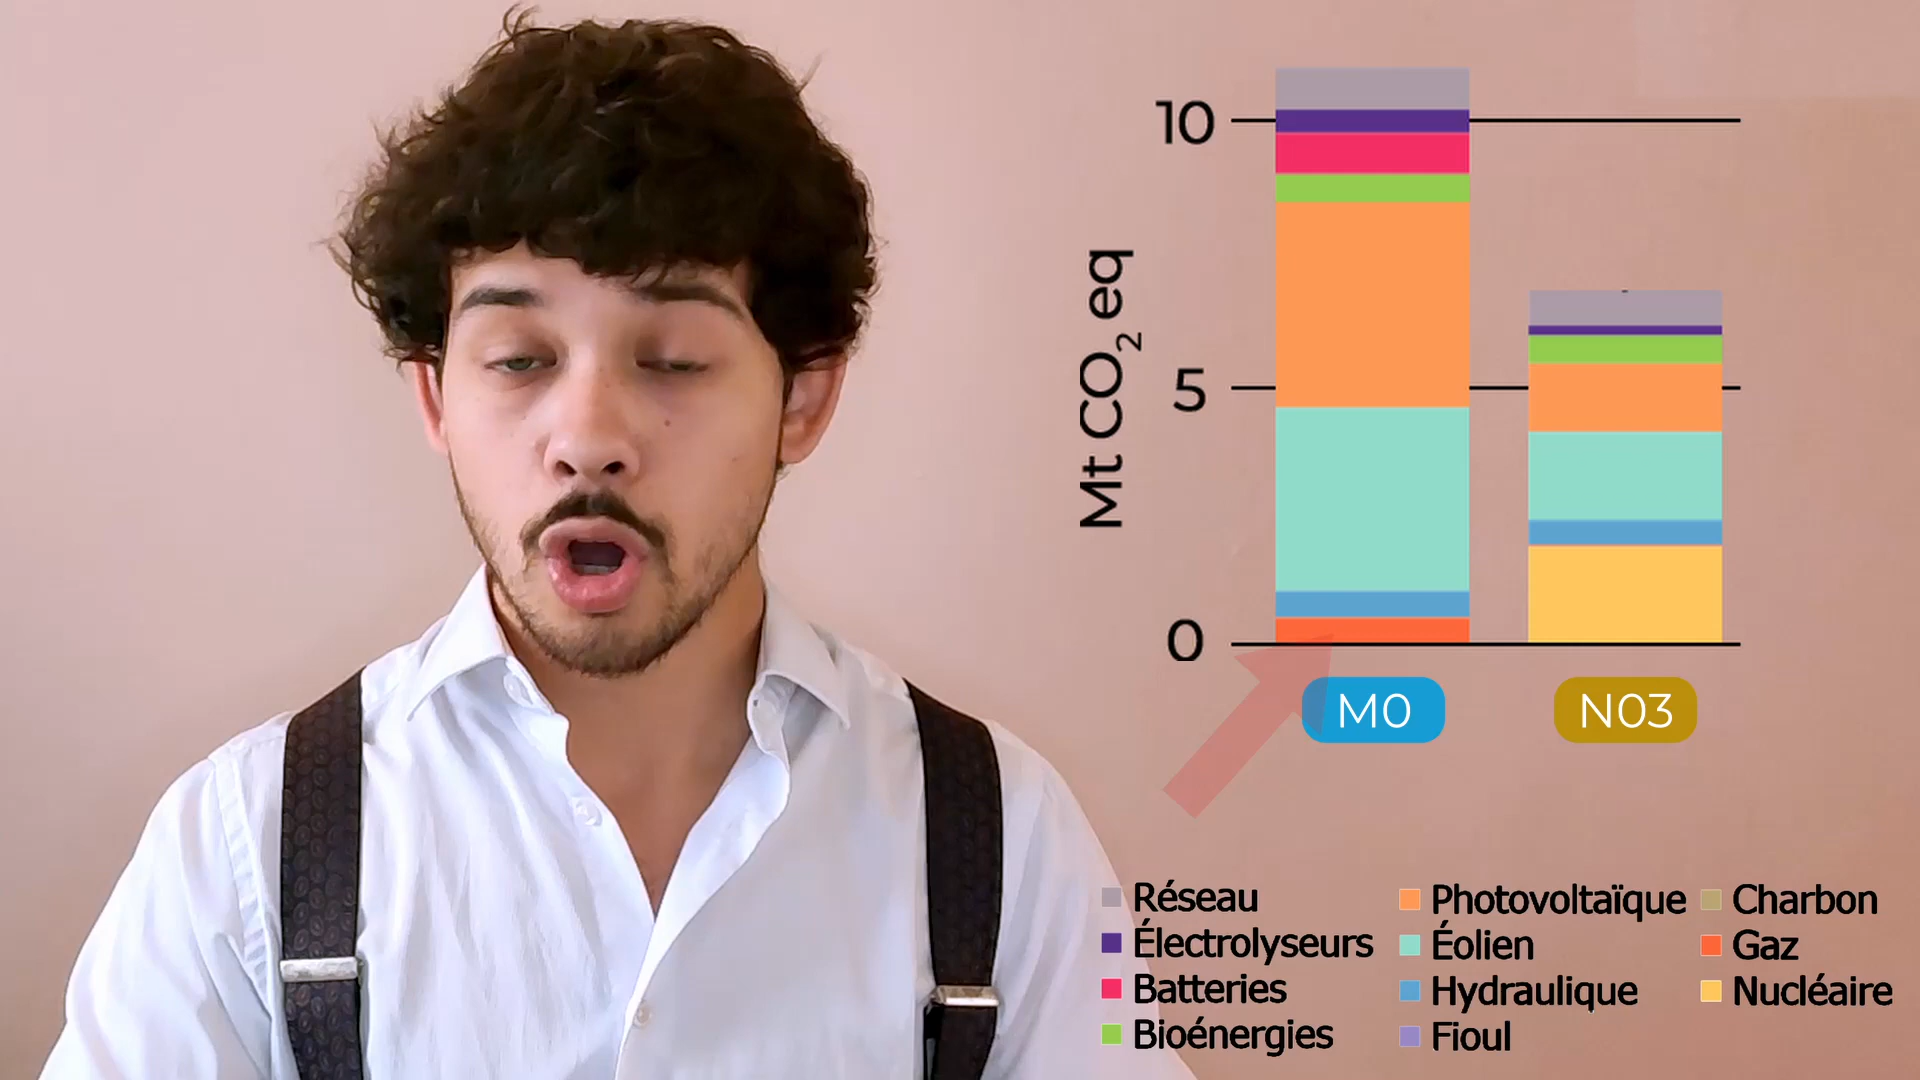 10
5
0
Mt CO₂ eq
M0
N03
Réseau
Électrolyseurs
Batteries
Bioénergies
Photovoltaïque
Éolien
Hydraulique
Fioul
Charbon
Gaz
Nucléaire